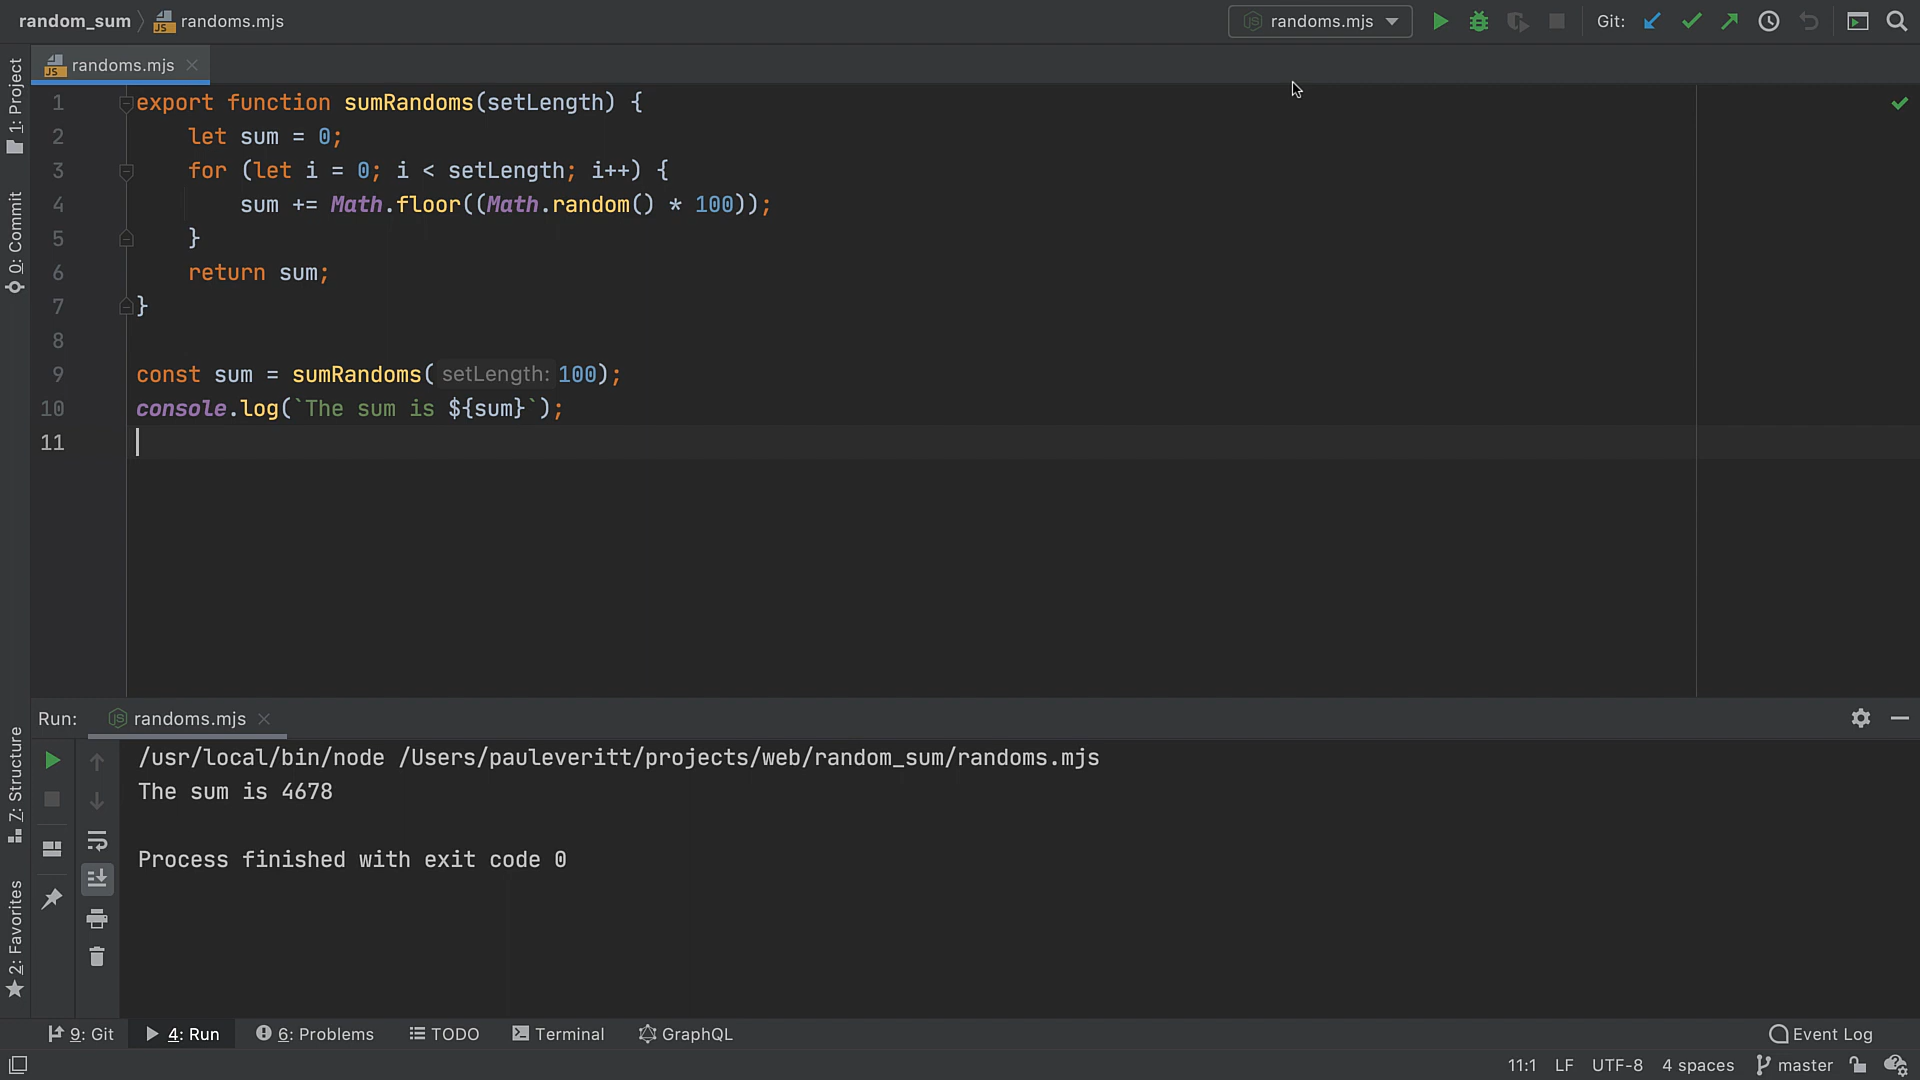 random_sum randoms.mjs randoms.mjs Git:
1: Project
0: Commit
7: Structure
2: Favorites
JS randoms.mjs
1 export function sumRandoms(setLength) {
2 let sum = 0;
3 for (let i = 0; i < setLength; i++) {
4 sum += Math.floor((Math.random() * 100));
5 }
6 return sum;
7 }
8
9 const sum = sumRandoms( setLength: 100);
10 console.log(`The sum is ${sum}`);
11
Run: randoms.mjs
/usr/local/bin/node /Users/pauleveritt/projects/web/random_sum/randoms.mjs
The sum is 4678
Process finished with exit code 0
9: Git 4: Run 6: Problems TODO Terminal GraphQL Event Log
11:1 LF UTF-8 4 spaces master